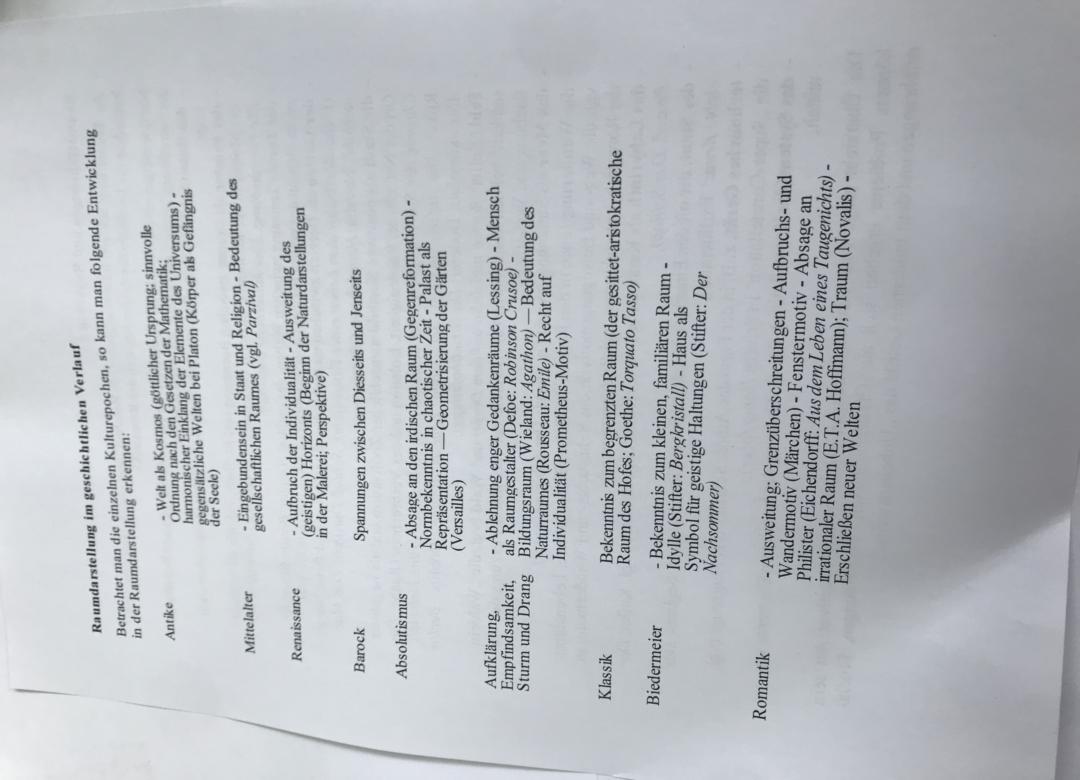 Raumdarstellung im geschichtlichen Verlauf
Betrachtet man die einzelnen Kulturepochen, so kann man folgende Entwicklung
in der Raumdarstellung erkennen:
Antike - Welt als Kosmos (göttlicher Ursprung; sinnvolle
Ordnung nach den Gesetzen der Mathematik;
harmonischer Einklang der Elemente des Universums) -
gegensätzliche Welten bei Platon (Körper als Gefängnis
der Seele)
Mittelalter - Eingebundensein in Staat und Religion - Bedeutung des
gesellschaftlichen Raumes (vgl. Parzival)
Renaissance - Aufbruch der Individualität - Ausweitung des
(geistigen) Horizonts (Beginn der Naturdarstellungen
in der Malerei; Perspektive)
Barock Spannungen zwischen Diesseits und Jenseits
Absolutismus - Absage an den irdischen Raum (Gegenreformation) -
Normbekenntnis in chaotischer Zeit - Palast als
Repräsentation — Geometrisierung der Gärten
(Versailles)
Aufklärung, - Ablehnung enger Gedankenräume (Lessing) - Mensch
Empfindsamkeit, als Raumgestalter (Defoe: Robinson Crusoe) -
Sturm und Drang Bildungsraum (Wieland: Agathon) — Bedeutung des
Naturraumes (Rousseau: Emile) - Recht auf
Individualität (Prometheus-Motiv)
Klassik Bekenntnis zum begrenzten Raum (der gesittet-aristokratische
Raum des Hofes; Goethe: Torquato Tasso)
Biedermeier - Bekenntnis zum kleinen, familiären Raum -
Idylle (Stifter: Bergkristall) - Haus als
Symbol für geistige Haltungen (Stifter: Der
Nachsommer)
Romantik - Ausweitung; Grenzüberschreitungen - Aufbruchs- und
Wandermotiv (Märchen) - Fenstermotiv - Absage an
Philister (Eichendorff: Aus dem Leben eines Taugenichts) -
irrationaler Raum (E.T.A. Hoffmann); Traum (Novalis) -
Erschließen neuer Welten